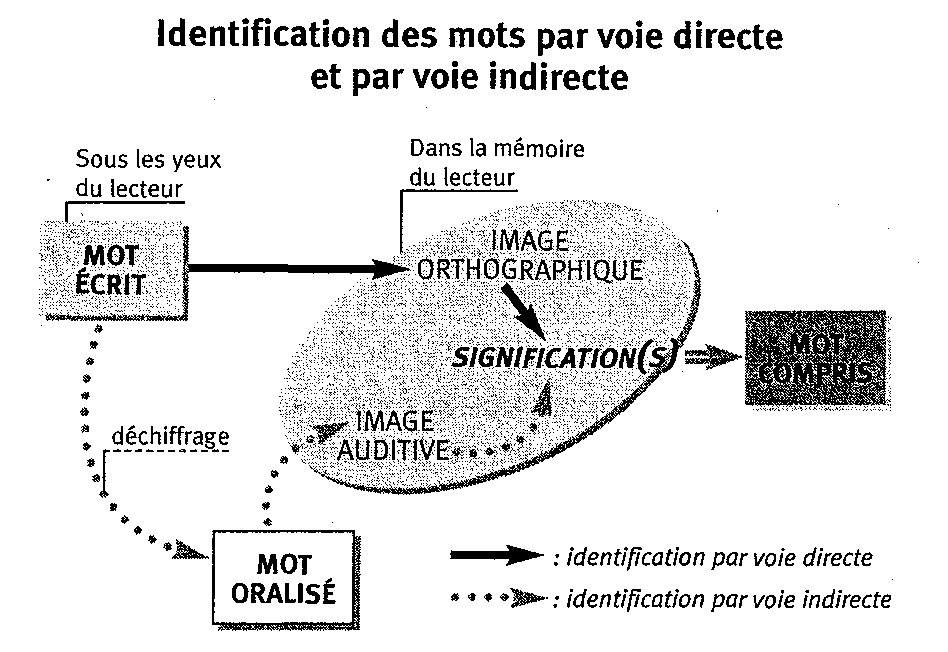 Identification des mots par voie directe
et par voie indirecte
Sous les yeux
du lecteur
Dans la mémoire
du lecteur
MOT
ÉCRIT
IMAGE
ORTHOGRAPHIQUE
SIGNIFICATION(S)
MOT
COMPRIS
IMAGE
AUDITIVE
déchiffrage
MOT
ORALISÉ
: identification par voie directe
: identification par voie indirecte